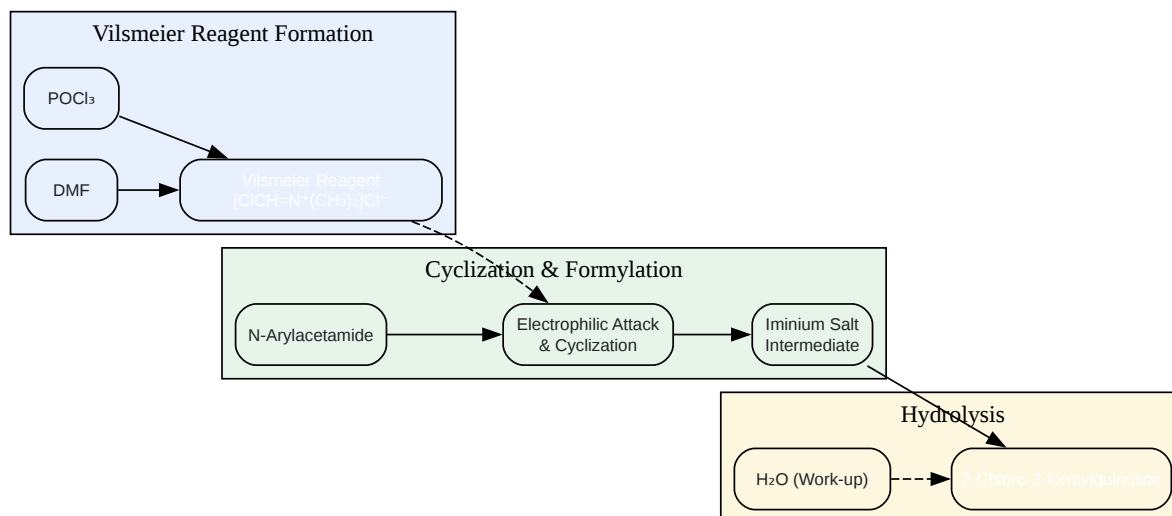 Vilsmeier Reagent Formation
POCl₃
DMF
Vilsmeier Reagent
[ClCH=N⁺(CH₃)₂]Cl⁻
Cyclization & Formylation
N-Arylacetamide
Electrophilic Attack
& Cyclization
Iminium Salt
Intermediate
Hydrolysis
H₂O (Work-up)
2-Chloro-3-formylquinoline